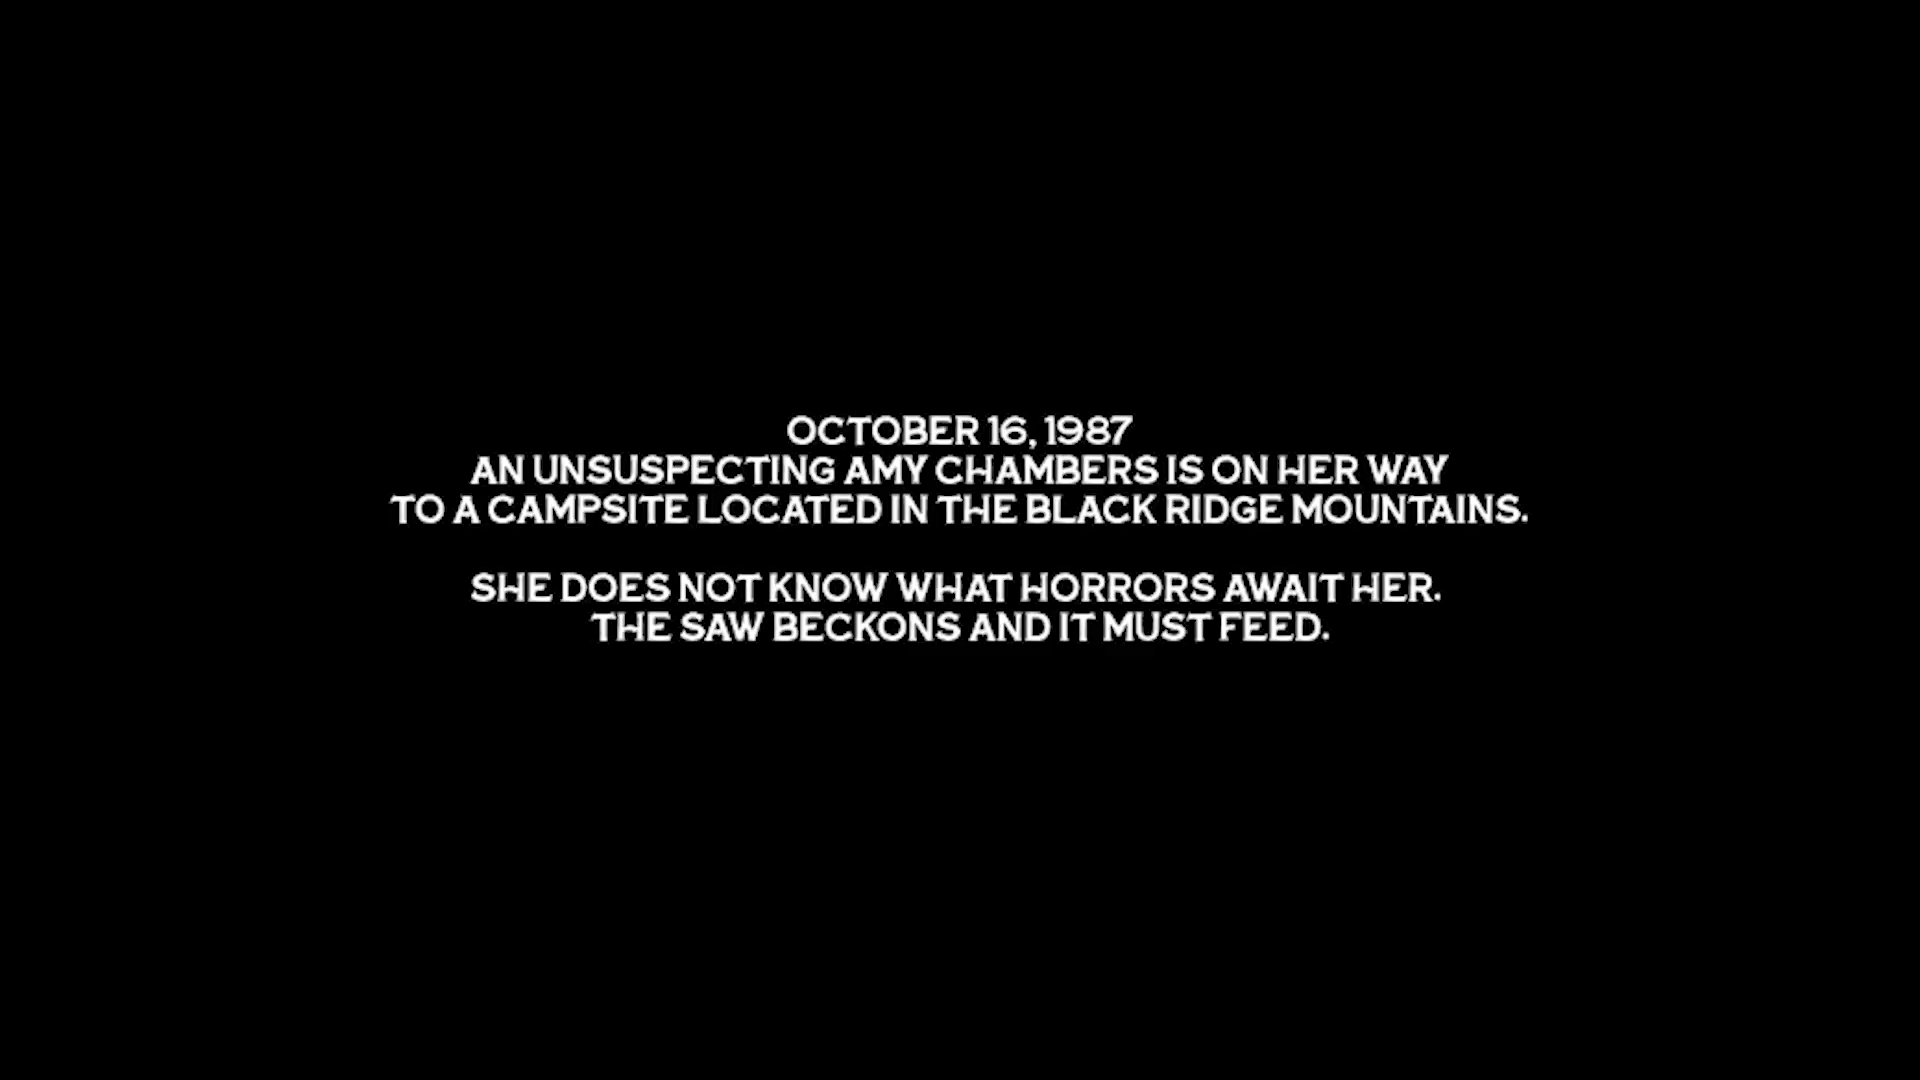 OCTOBER 16, 1987
AN UNSUSPECTING AMY CHAMBERS IS ON HER WAY
TO A CAMPSITE LOCATED IN THE BLACK RIDGE MOUNTAINS.
SHE DOES NOT KNOW WHAT HORRORS AWAIT HER.
THE SAW BECKONS AND IT MUST FEED.